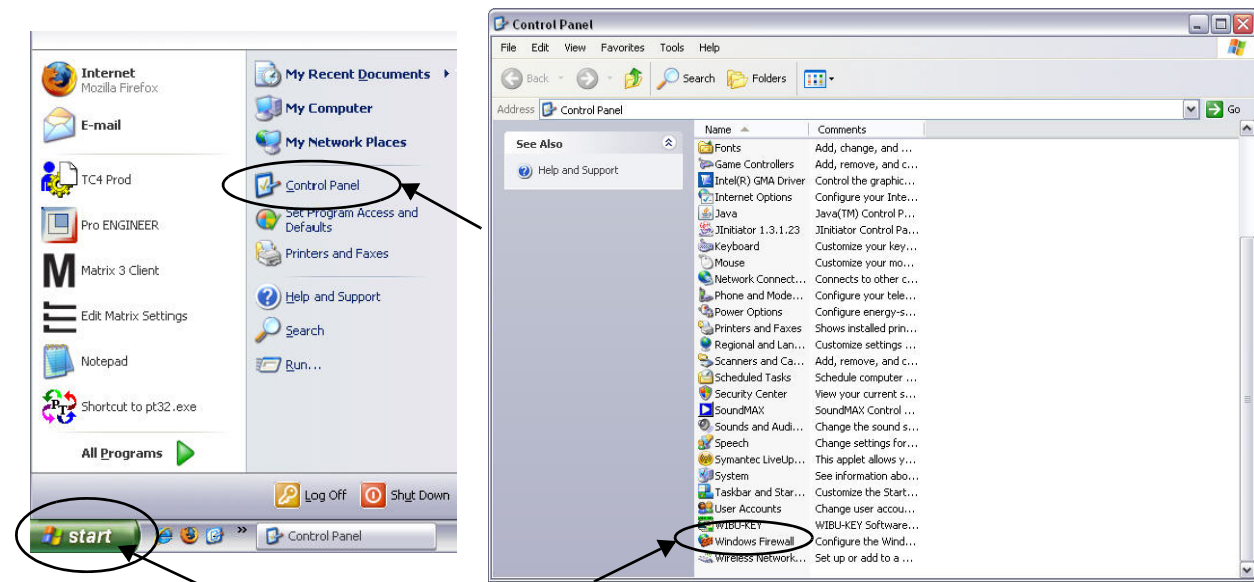 Internet
Mozilla Firefox
E-mail
TC4 Prod
Pro ENGINEER
Matrix 3 Client
Edit Matrix Settings
Notepad
Shortcut to pt32.exe
All Programs
My Recent Documents
My Computer
My Network Places
Control Panel
Set Program Access and
Defaults
Printers and Faxes
Help and Support
Search
Run...
Log Off Shut Down
start » Control Panel
Control Panel
File Edit View Favorites Tools Help
Back Search Folders
Address Control Panel Go
See Also
Help and Support
Name Comments
Fonts Add, change, and ...
Game Controllers Add, remove, and c...
Intel(R) GMA Driver Control the graphic...
Internet Options Configure your Inte...
Java Java(TM) Control P...
JInitiator 1.3.1.23 JInitiator Control Pa...
Keyboard Customize your key...
Mouse Customize your mo...
Network Connect... Connects to other c...
Phone and Mode... Configure your tele...
Power Options Configure energy-s...
Printers and Faxes Shows installed prin...
Regional and Lan... Customize settings ...
Scanners and Ca... Add, remove, and c...
Scheduled Tasks Schedule computer ...
Security Center View your current s...
SoundMAX SoundMAX Control ...
Sounds and Audi... Change the sound s...
Speech Change settings for...
Symantec LiveUp... This applet allows y...
System See information abo...
Taskbar and Star... Customize the Start...
User Accounts Change user accou...
WIBU-KEY WIBU-KEY Software...
Windows Firewall Configure the Wind...
Wireless Network... Set up or add to a ...